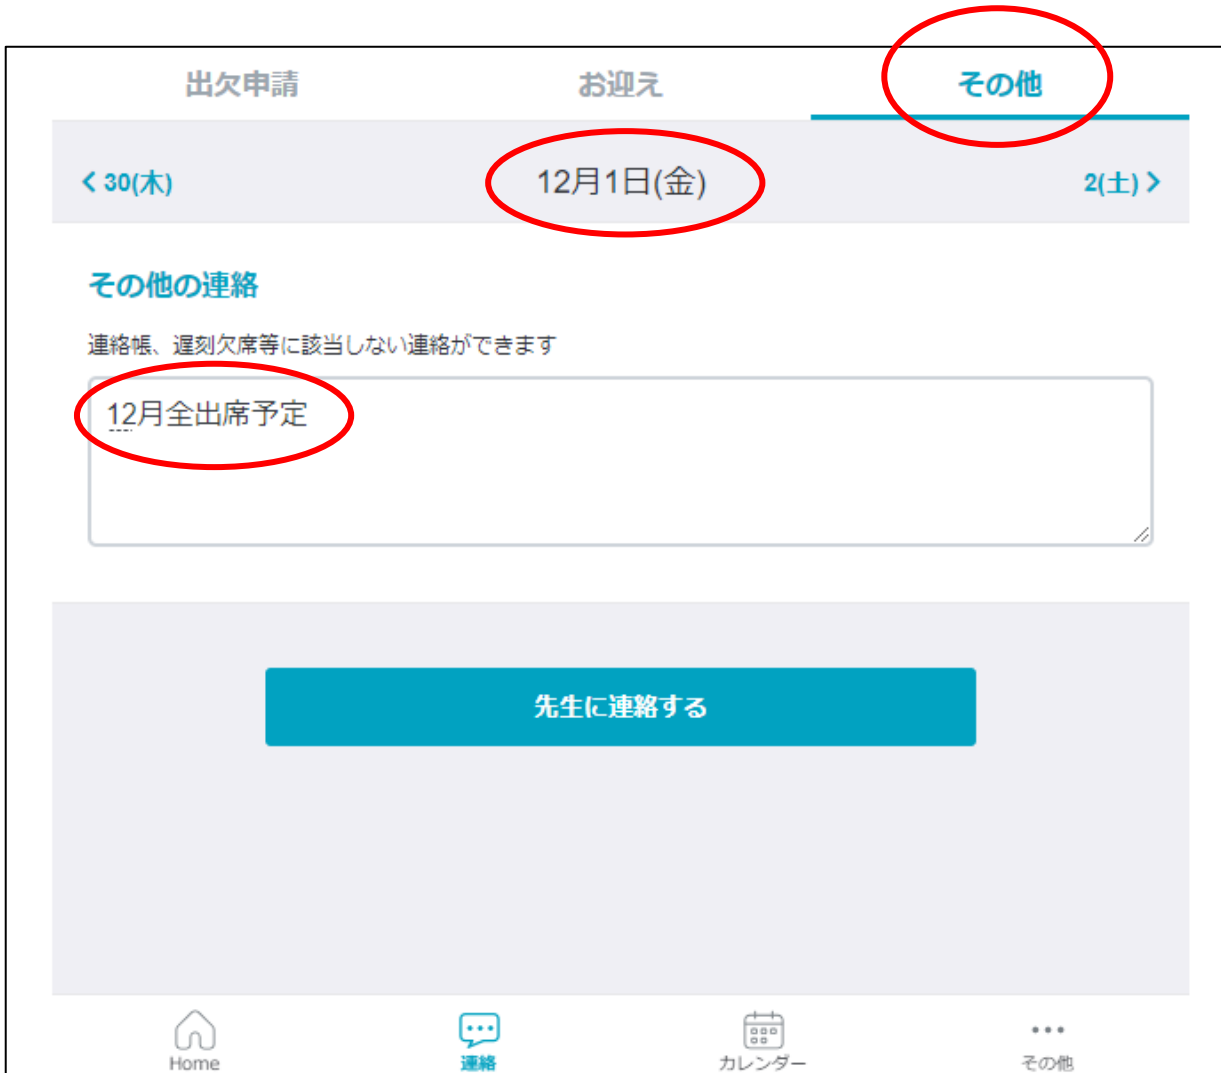 出欠申請 お迎え その他
30(木) 12月1日(金) 2(土)
その他の連絡
連絡帳、遅刻欠席等に該当しない連絡ができます
12月全出席予定
先生に連絡する
Home 連絡 カレンダー その他